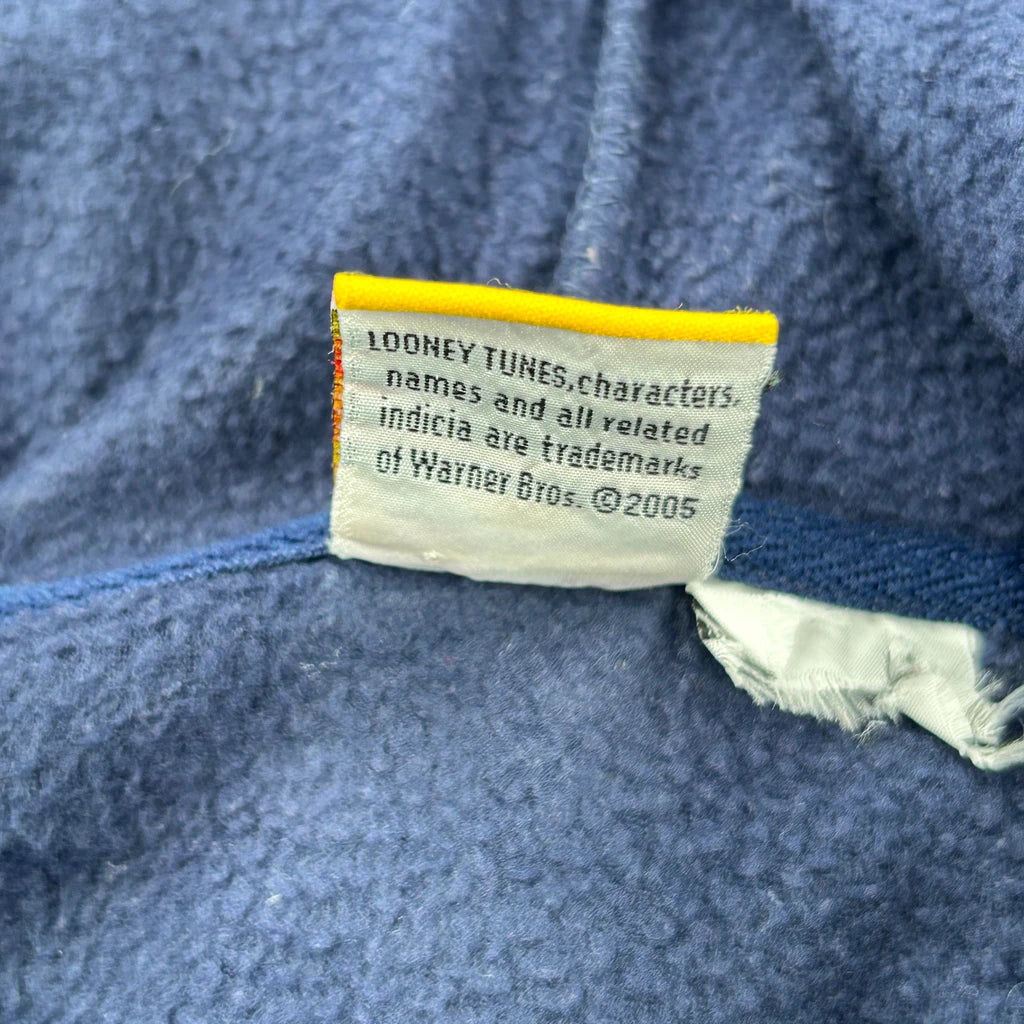 LOONEY TUNES,characters,
names and all related
indicia are trademarks
of Warner Bros. ©2005